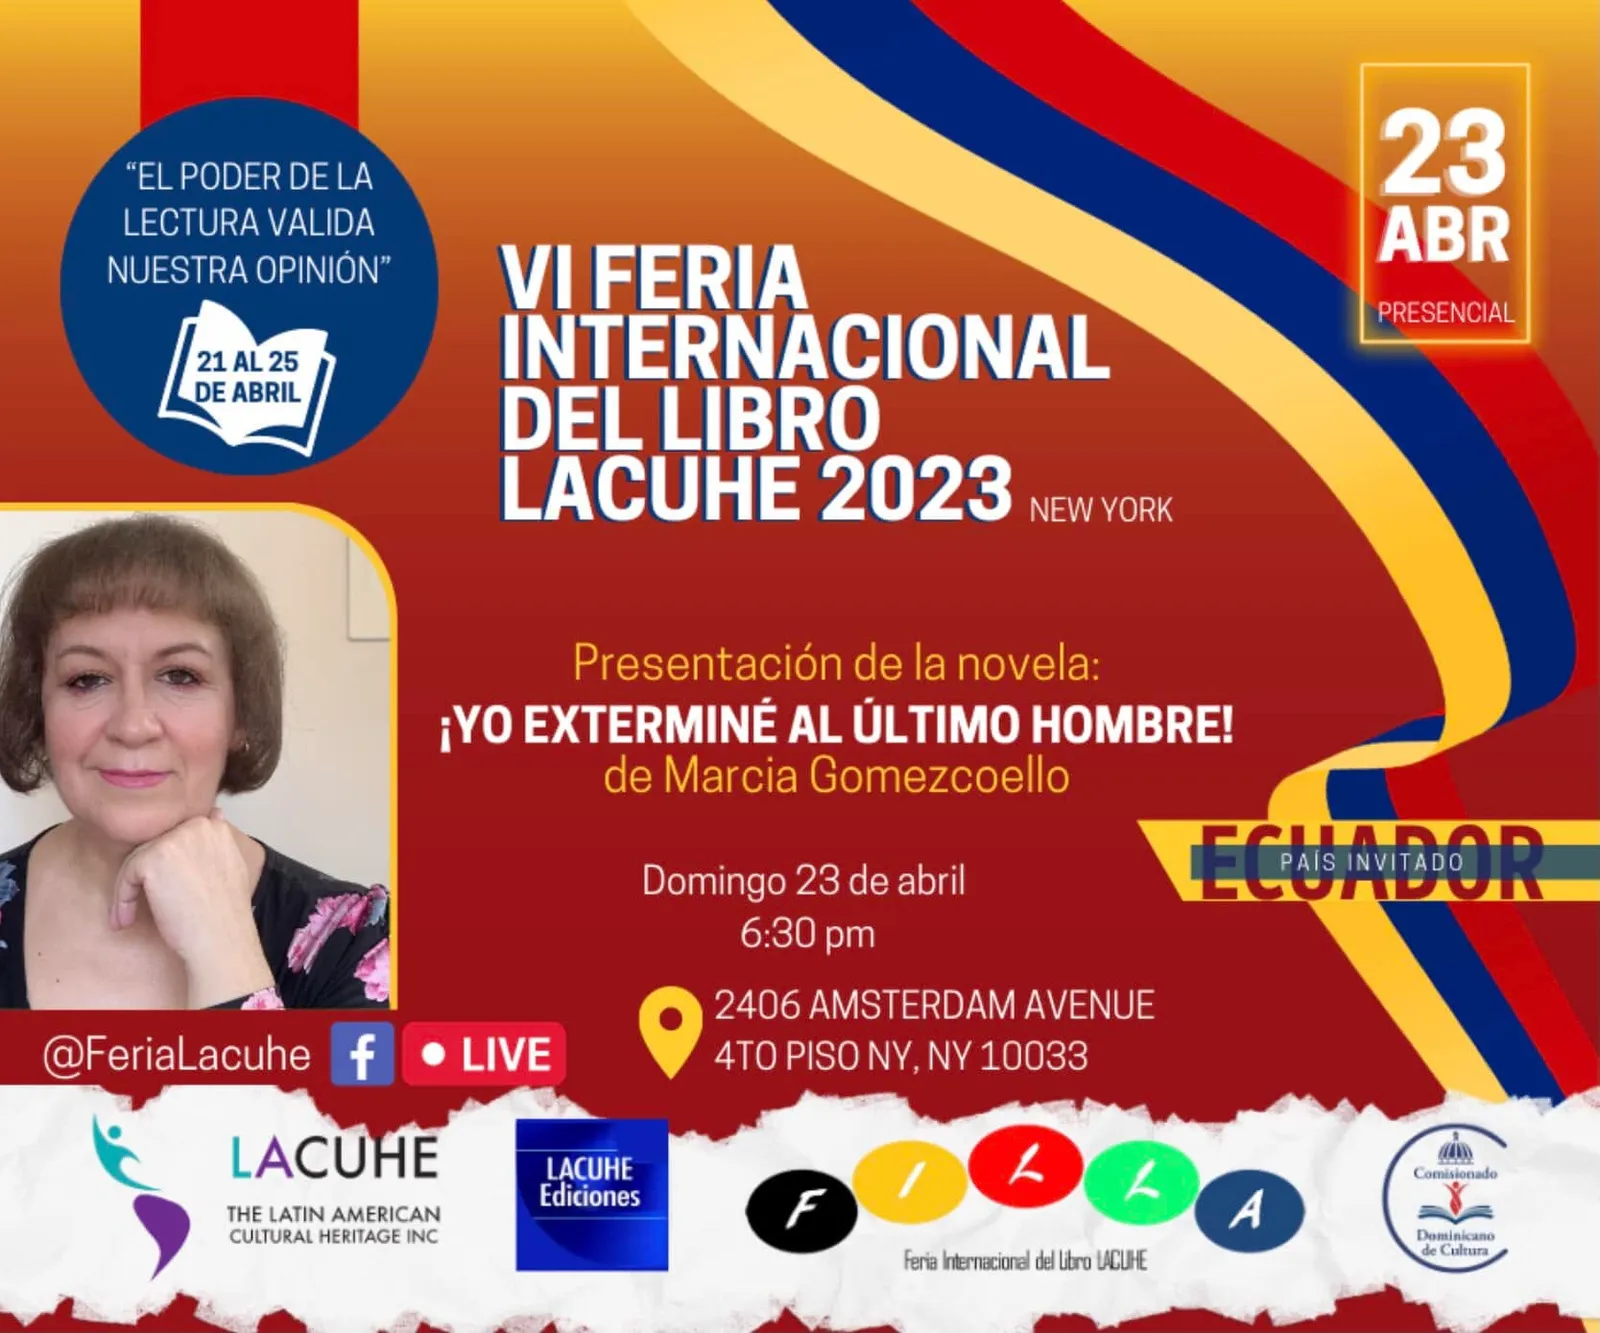 “EL PODER DE LA
LECTURA VALIDA
NUESTRA OPINIÓN”
21 AL 25
DE ABRIL
23
ABR
PRESENCIAL
VI FERIA
INTERNACIONAL
DEL LIBRO
LACUHE 2023 NEW YORK
Presentación de la novela:
¡YO EXTERMINÉ AL ÚLTIMO HOMBRE!
de Marcia Gomezcoello
ECUADOR
PAÍS INVITADO
Domingo 23 de abril
6:30 pm
2406 AMSTERDAM AVENUE
4TO PISO NY, NY 10033
@FeriaLacuhe f LIVE
LACUHE
THE LATIN AMERICAN
CULTURAL HERITAGE INC
LACUHE
Ediciones
F I L L A
Feria Internacional del Libro LACUHE
Comisionado
Dominicano
de Cultura